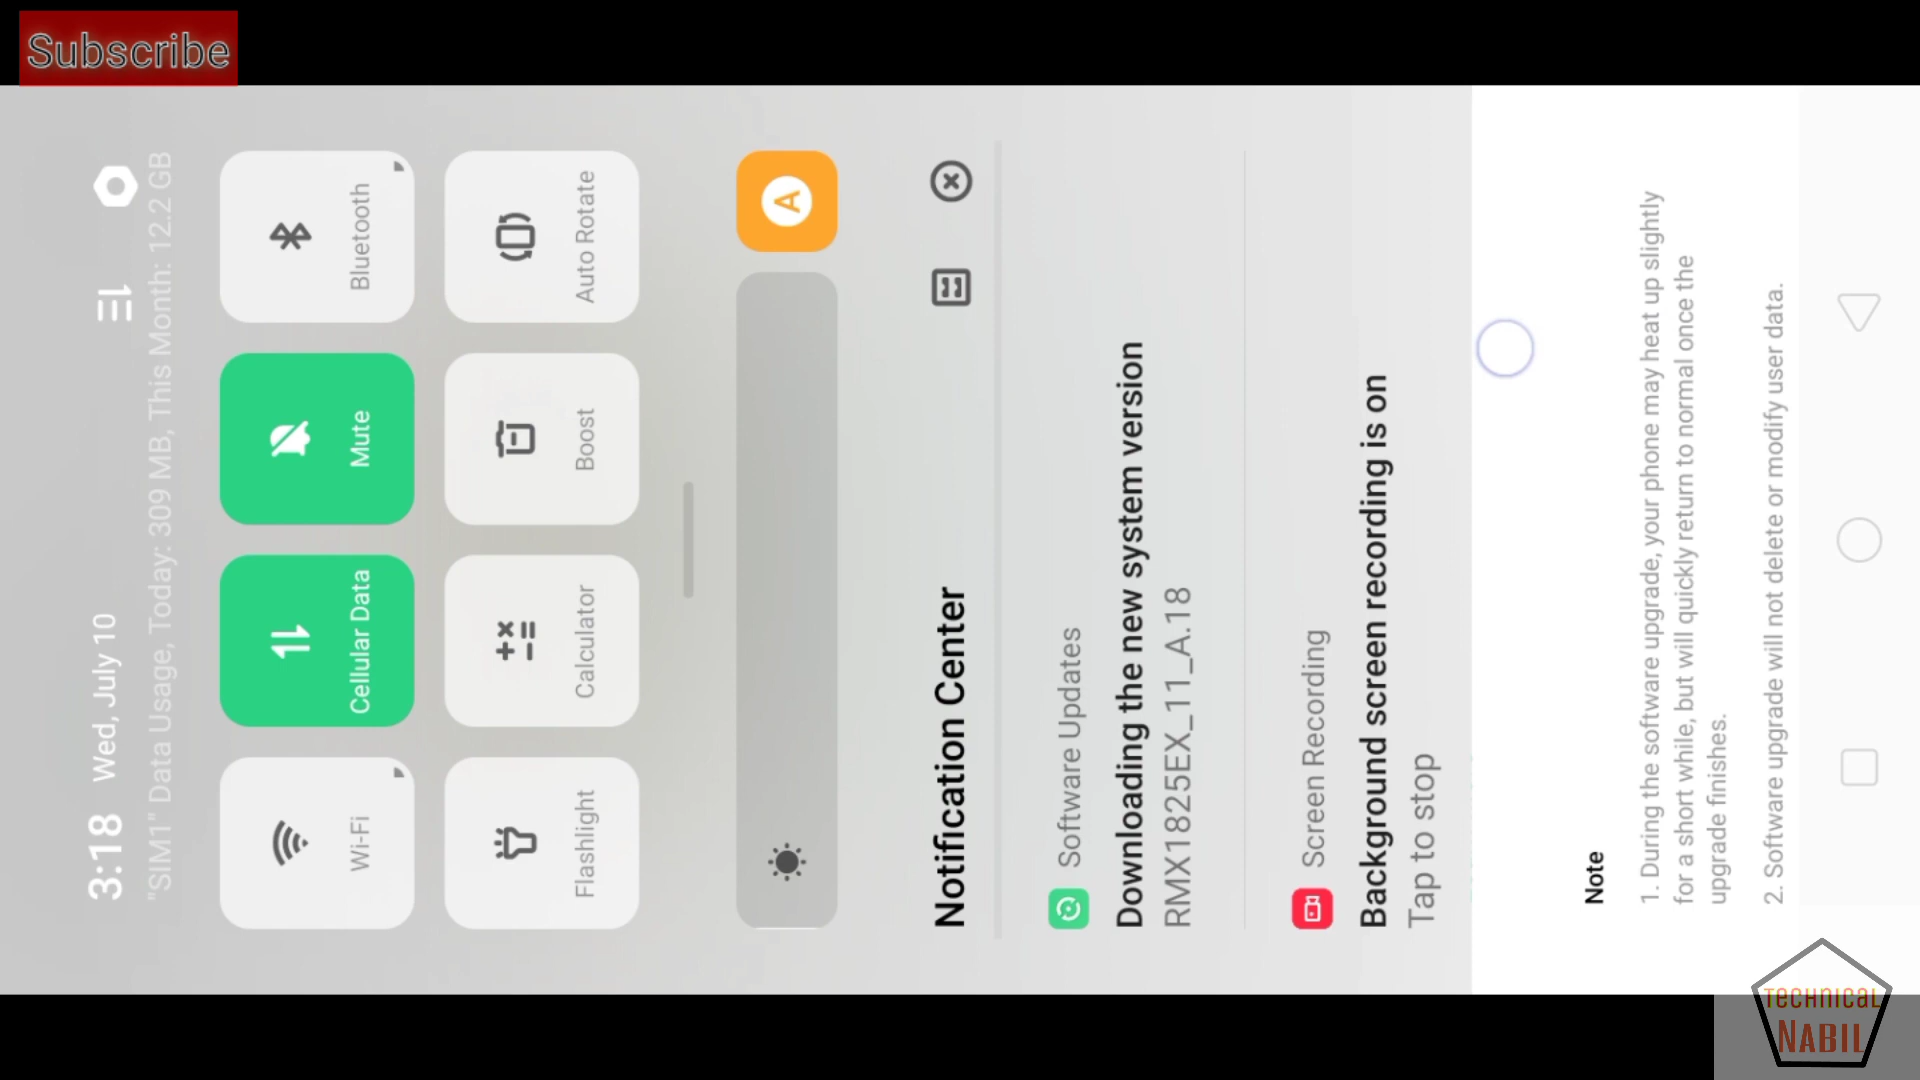 Subscribe
3:18 Wed, July 10
"SIM1" Data Usage, Today: 309 MB, This Month: 12.2 GB
Wi-Fi
Cellular Data
Mute
Bluetooth
Flashlight
Calculator
Boost
Auto Rotate
A
Notification Center
Software Updates
Downloading the new system version
RMX1825EX_11_A.18
Screen Recording
Background screen recording is on
Tap to stop
Note
1. During the software upgrade, your phone may heat up slightly
for a short while, but will quickly return to normal once the
upgrade finishes.
2. Software upgrade will not delete or modify user data.
Technical
Nabil